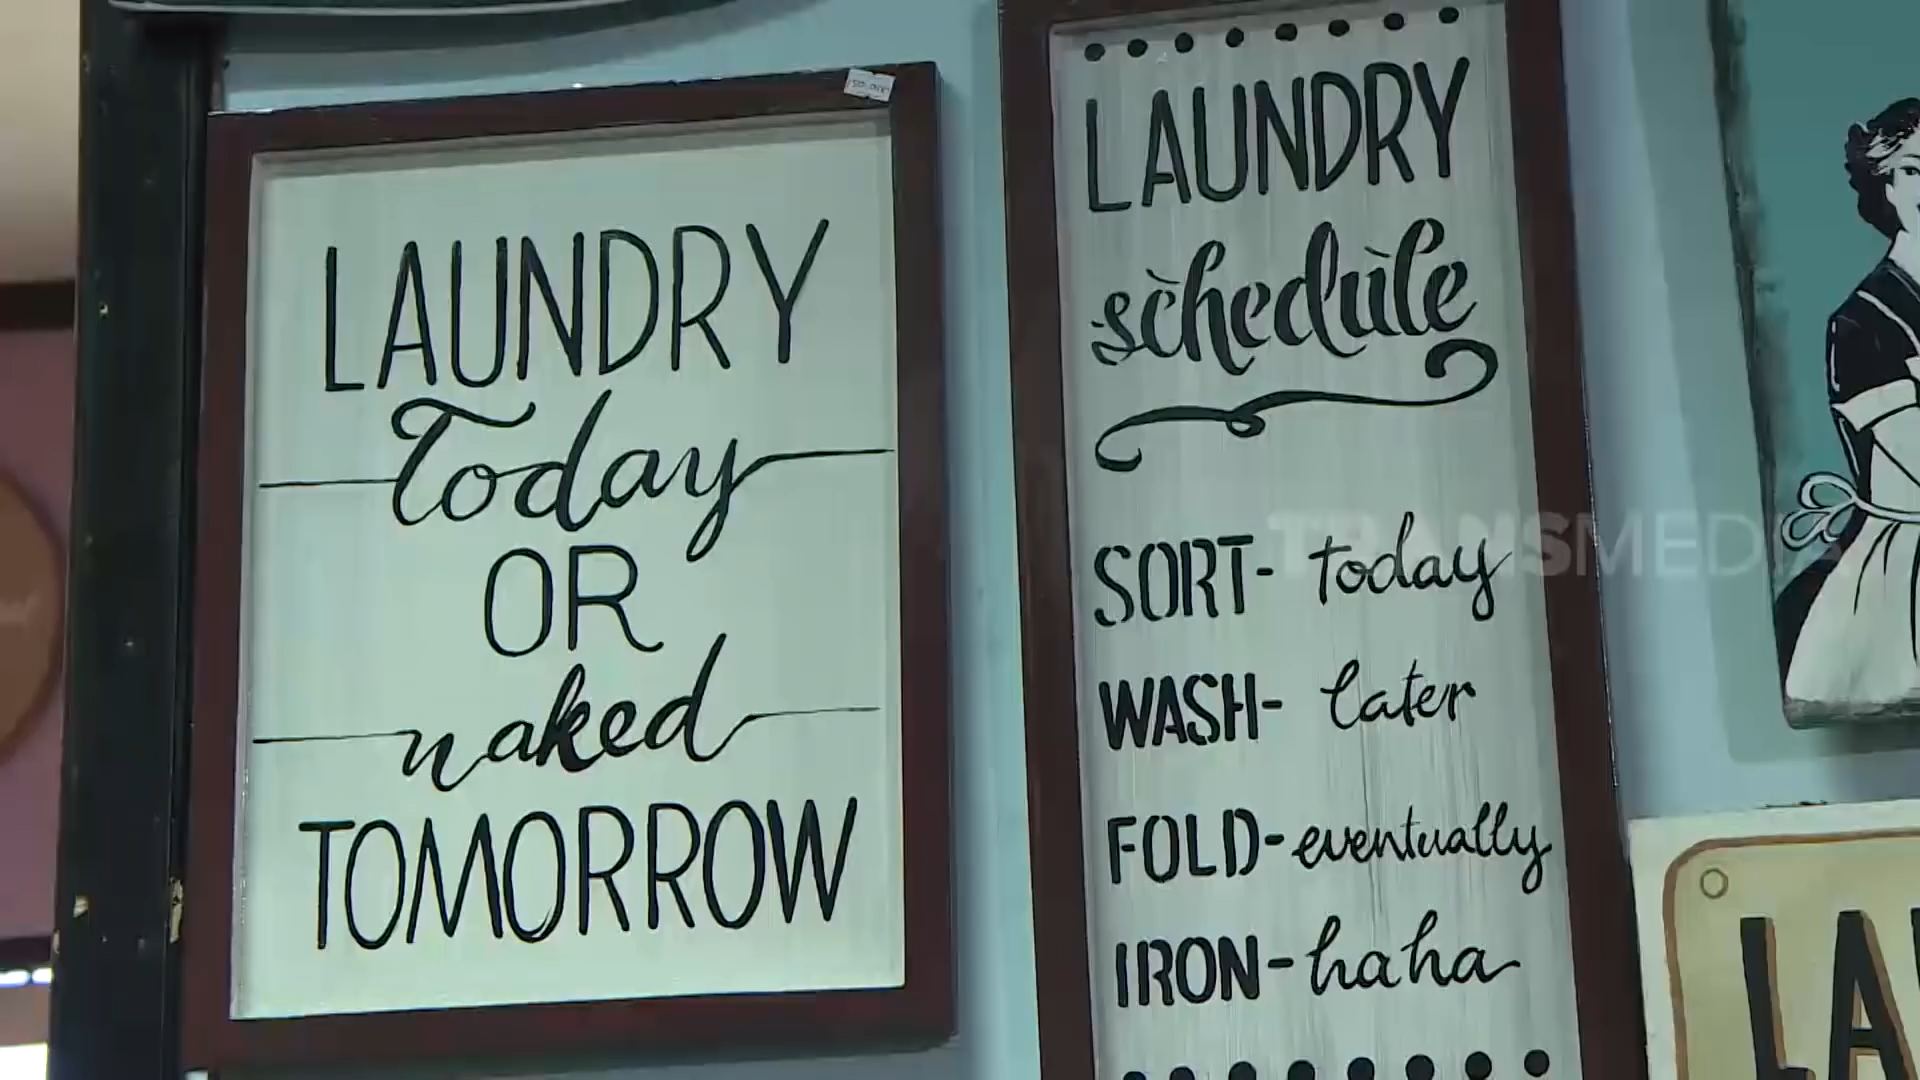 LAUNDRY
Today
OR
naked
TOMORROW
LAUNDRY
schedule
SORT- today
WASH- later
FOLD- eventually
IRON- haha
TRANSMEDIA